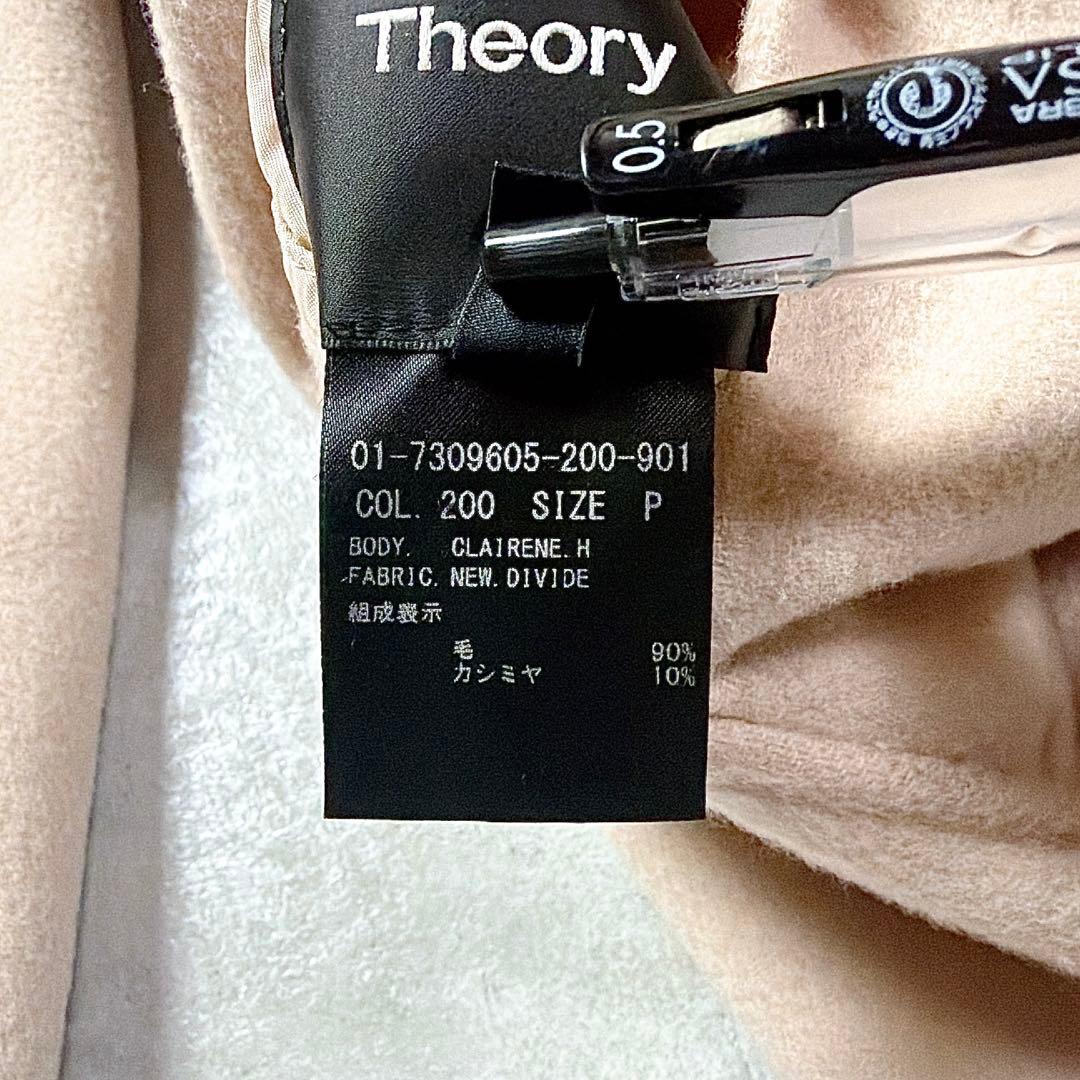 Theory
0.5
01-7309605-200-901
COL. 200 SIZE P
BODY. CLAIRENE.H
FABRIC. NEW.DIVIDE
組成表示
毛 90%
カシミヤ 10%